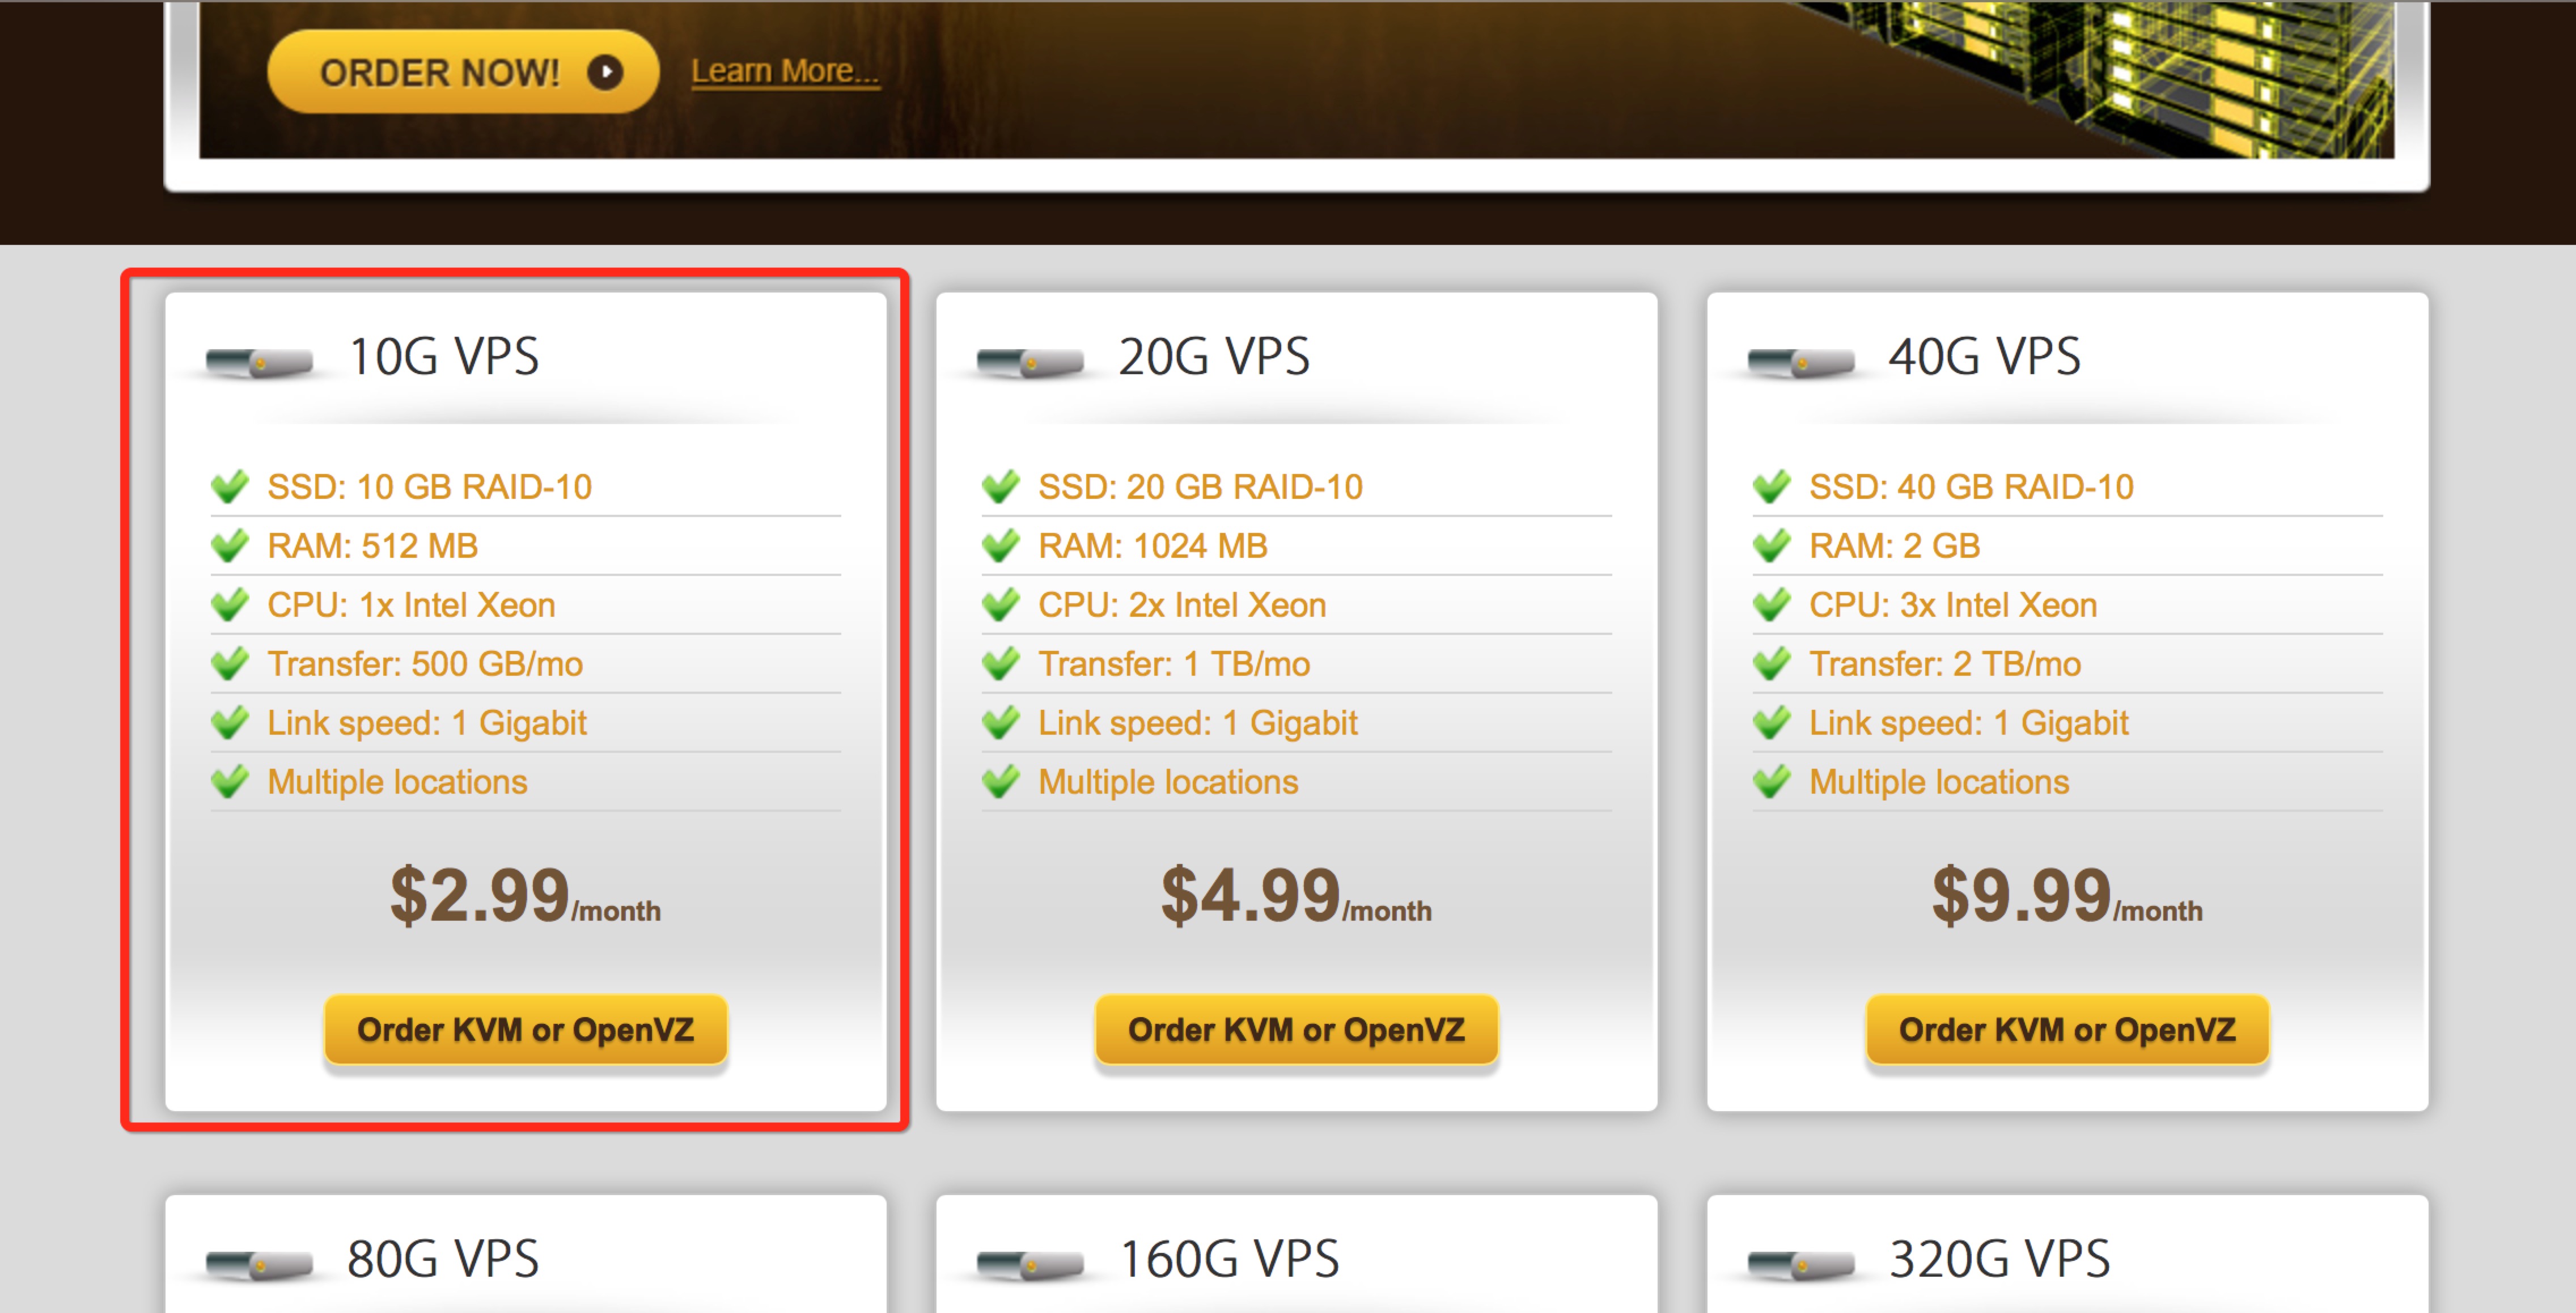 ORDER NOW!
Learn More...
10G VPS
SSD: 10 GB RAID-10
RAM: 512 MB
CPU: 1x Intel Xeon
Transfer: 500 GB/mo
Link speed: 1 Gigabit
Multiple locations
$2.99/month
Order KVM or OpenVZ
20G VPS
SSD: 20 GB RAID-10
RAM: 1024 MB
CPU: 2x Intel Xeon
Transfer: 1 TB/mo
Link speed: 1 Gigabit
Multiple locations
$4.99/month
Order KVM or OpenVZ
40G VPS
SSD: 40 GB RAID-10
RAM: 2 GB
CPU: 3x Intel Xeon
Transfer: 2 TB/mo
Link speed: 1 Gigabit
Multiple locations
$9.99/month
Order KVM or OpenVZ
80G VPS
160G VPS
320G VPS